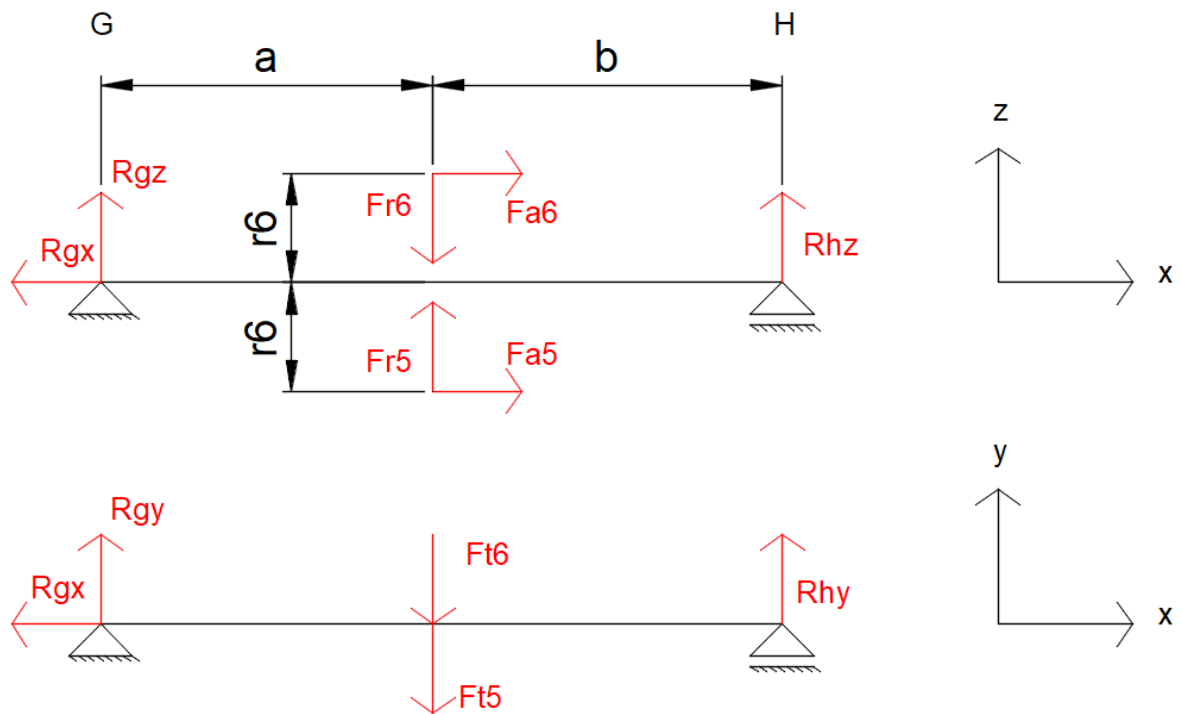 G H
a b
z
Rgz
Fr6 Fa6
r6
Rgx Rhz
x
r6
Fr5 Fa5
y
Rgy
Ft6
Rgx Rhy
x
Ft5